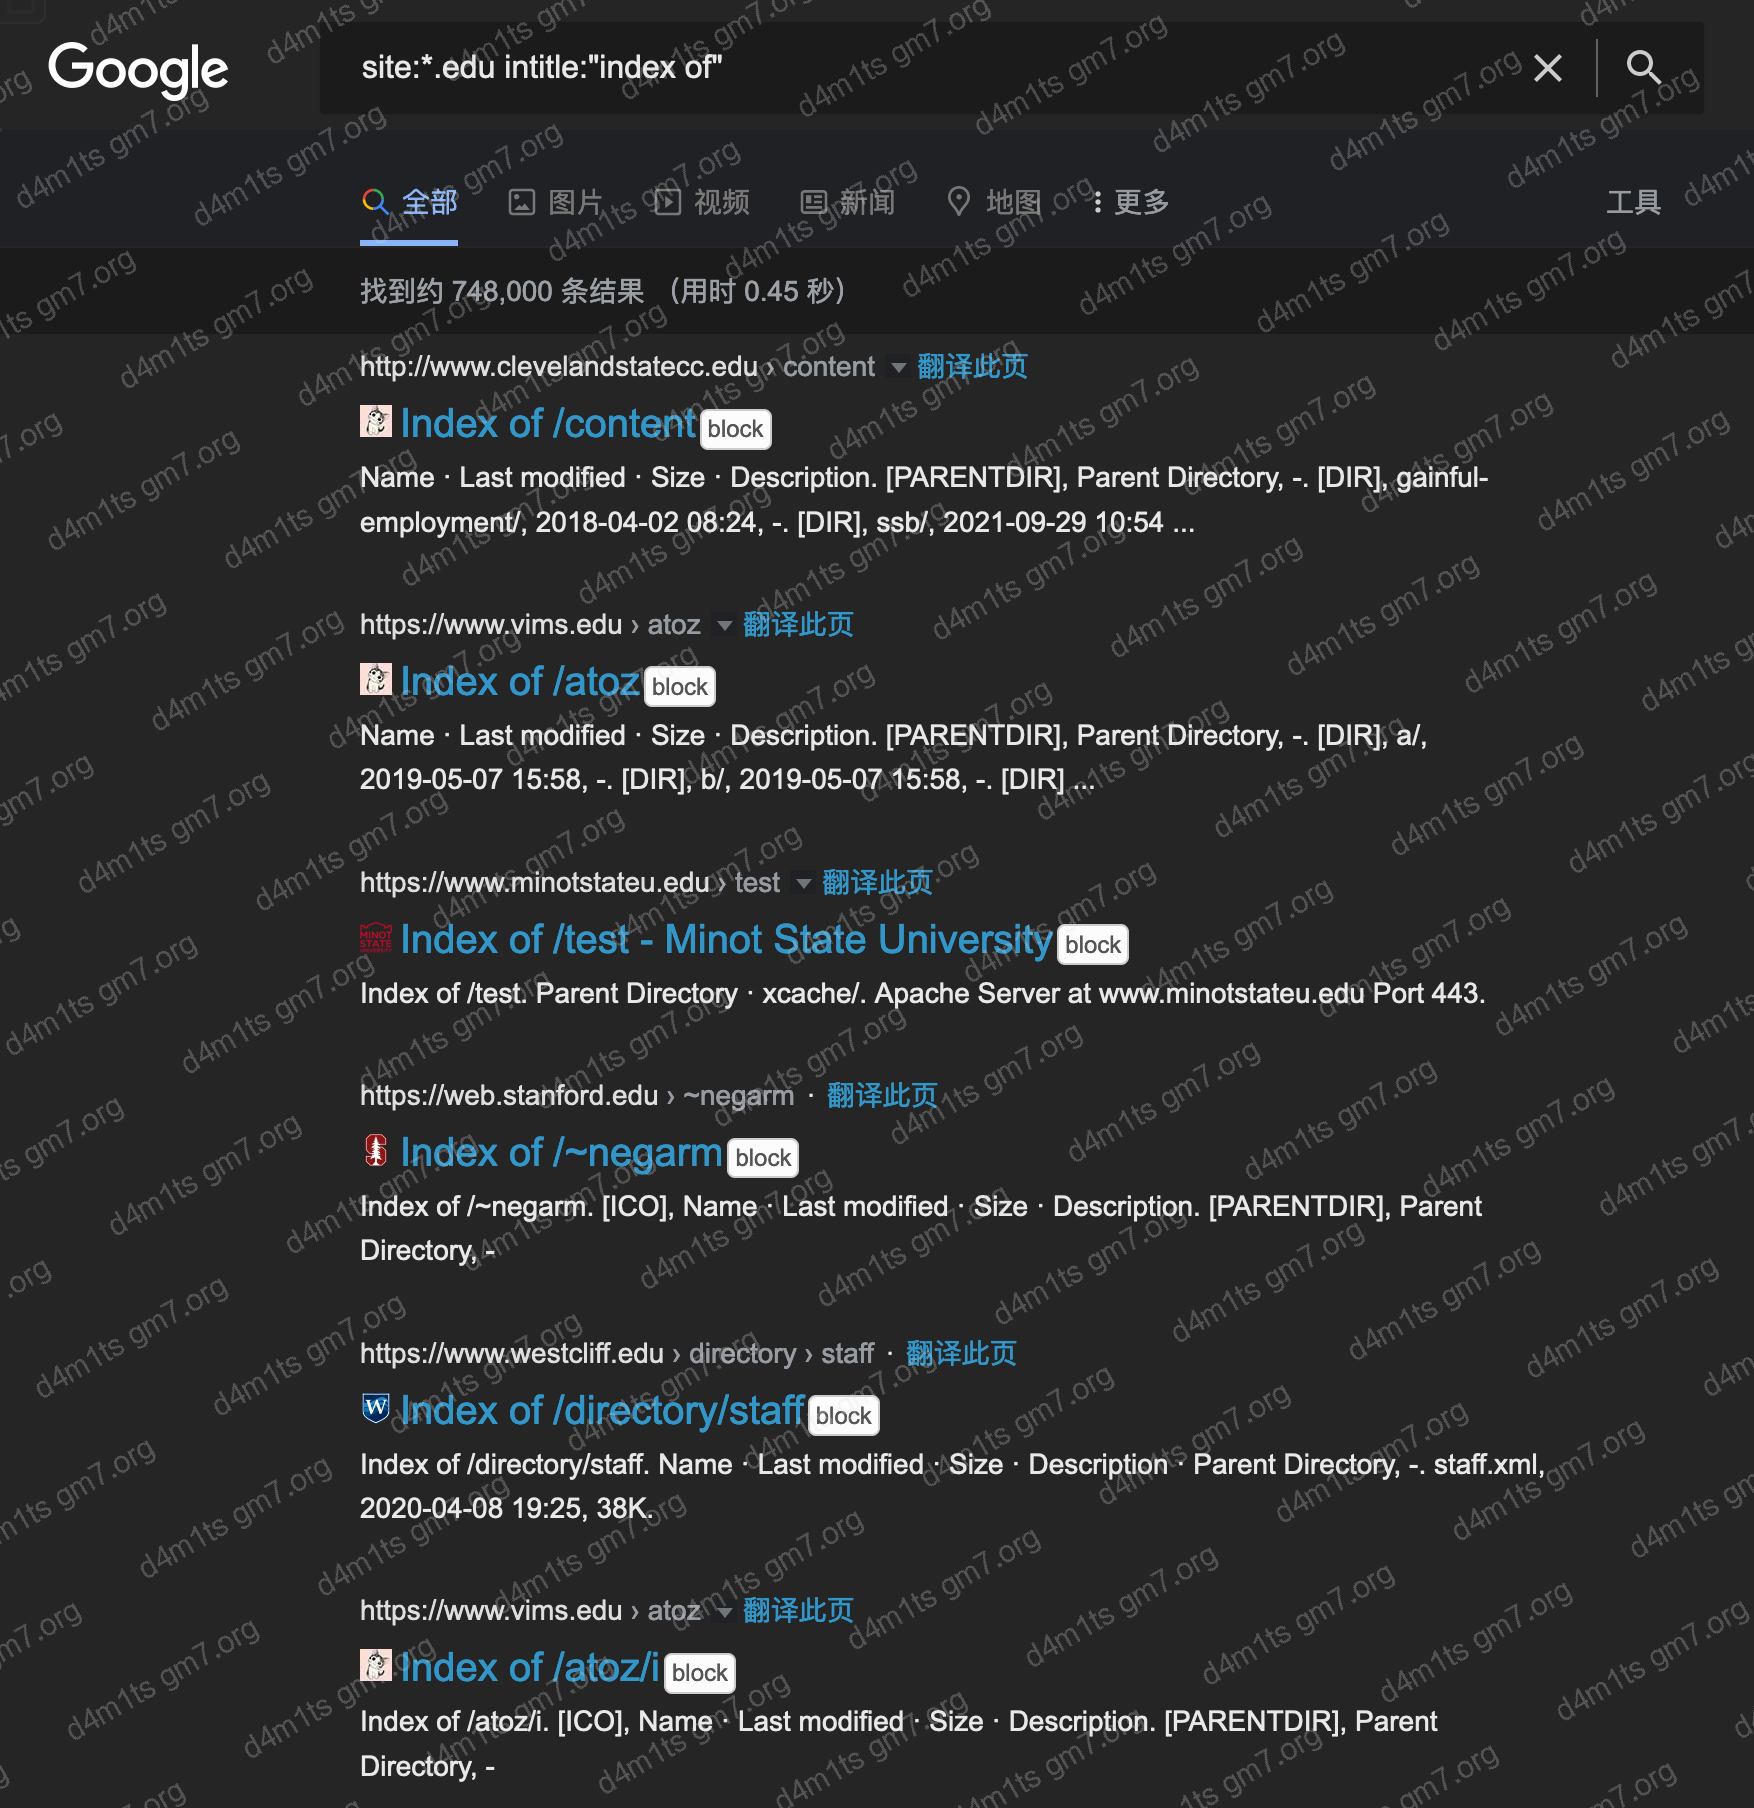 Google
site:*.edu intitle:"index of"
全部 图片 视频 新闻 地图 更多 工具
找到约 748,000 条结果 （用时 0.45 秒）
http://www.clevelandstatecc.edu › content 翻译此页
Index of /content block
Name · Last modified · Size · Description. [PARENTDIR], Parent Directory, -. [DIR], gainful-
employment/, 2018-04-02 08:24, -. [DIR], ssb/, 2021-09-29 10:54 ...
https://www.vims.edu › atoz 翻译此页
Index of /atoz block
Name · Last modified · Size · Description. [PARENTDIR], Parent Directory, -. [DIR], a/,
2019-05-07 15:58, -. [DIR], b/, 2019-05-07 15:58, -. [DIR] ...
https://www.minotstateu.edu › test 翻译此页
MINOT STATE
Index of /test - Minot State University block
Index of /test. Parent Directory · xcache/. Apache Server at www.minotstateu.edu Port 443.
https://web.stanford.edu › ~negarm · 翻译此页
Index of /~negarm block
Index of /~negarm. [ICO], Name · Last modified · Size · Description. [PARENTDIR], Parent
Directory, -
https://www.westcliff.edu › directory › staff · 翻译此页
W Index of /directory/staff block
Index of /directory/staff. Name · Last modified · Size · Description · Parent Directory, -. staff.xml,
2020-04-08 19:25, 38K.
https://www.vims.edu › atoz 翻译此页
Index of /atoz/i block
Index of /atoz/i. [ICO], Name · Last modified · Size · Description. [PARENTDIR], Parent
Directory, -
d4m1ts gm7.org